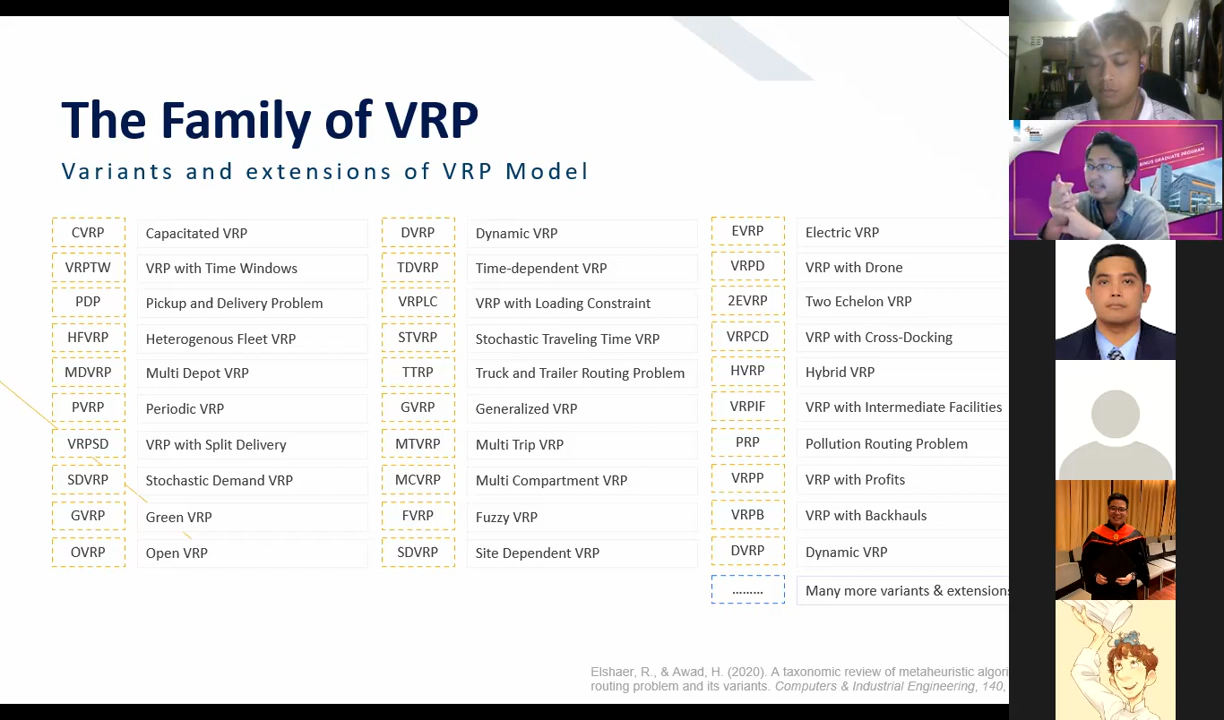 The Family of VRP
Variants and extensions of VRP Model
CVRP Capacitated VRP
VRPTW VRP with Time Windows
PDP Pickup and Delivery Problem
HFVRP Heterogenous Fleet VRP
MDVRP Multi Depot VRP
PVRP Periodic VRP
VRPSD VRP with Split Delivery
SDVRP Stochastic Demand VRP
GVRP Green VRP
OVRP Open VRP
DVRP Dynamic VRP
TDVRP Time-dependent VRP
VRPLC VRP with Loading Constraint
STVRP Stochastic Traveling Time VRP
TTRP Truck and Trailer Routing Problem
GVRP Generalized VRP
MTVRP Multi Trip VRP
MCVRP Multi Compartment VRP
FVRP Fuzzy VRP
SDVRP Site Dependent VRP
EVRP Electric VRP
VRPD VRP with Drone
2EVRP Two Echelon VRP
VRPCD VRP with Cross-Docking
HVRP Hybrid VRP
VRPIF VRP with Intermediate Facilities
PRP Pollution Routing Problem
VRPP VRP with Profits
VRPB VRP with Backhauls
DVRP Dynamic VRP
......... Many more variants & extensions
Elshaer, R., & Awad, H. (2020). A taxonomic review of metaheuristic algori
routing problem and its variants. Computers & Industrial Engineering, 140,
BINUS GRADUATE PROGRAM